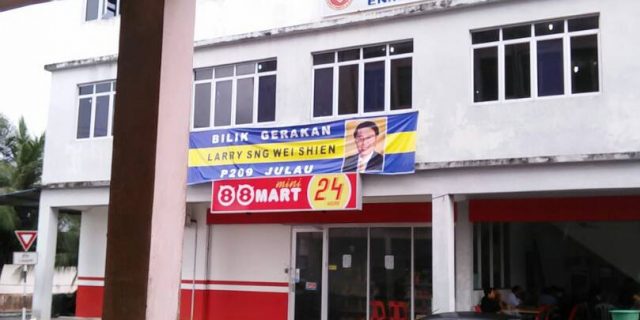 BILIK GERAKAN
LARRY SNG WEI SHIEN
P209 JULAU
88 mini MART 24